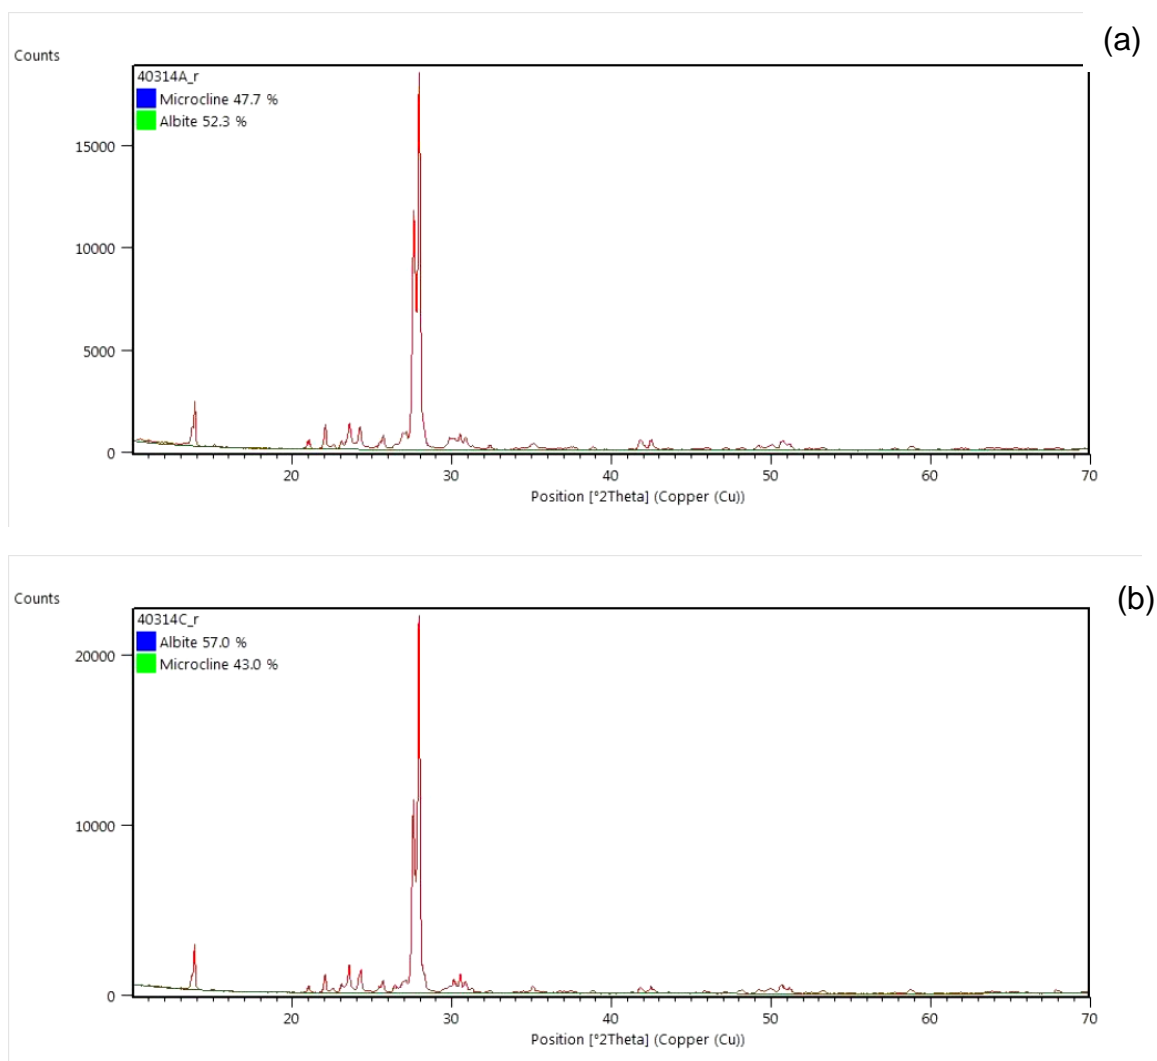 (a)
Counts
40314A_r
Microcline 47.7 %
Albite 52.3 %
15000
10000
5000
0
20 30 40 50 60 70
Position [°2Theta] (Copper (Cu))
(b)
Counts
40314C_r
Albite 57.0 %
Microcline 43.0 %
20000
10000
0
20 30 40 50 60 70
Position [°2Theta] (Copper (Cu))